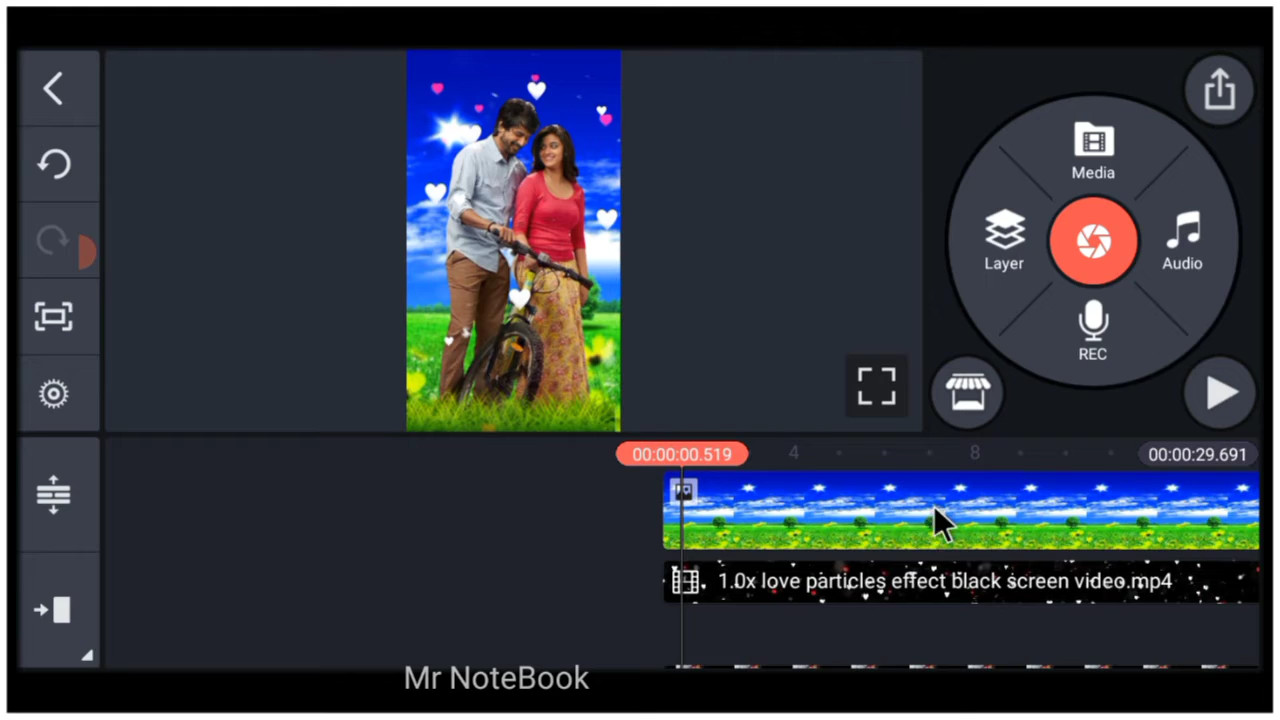 Media
Layer
Audio
REC
00:00:00.519
4
8
00:00:29.691
1.0x love particles effect black screen video.mp4
Mr NoteBook